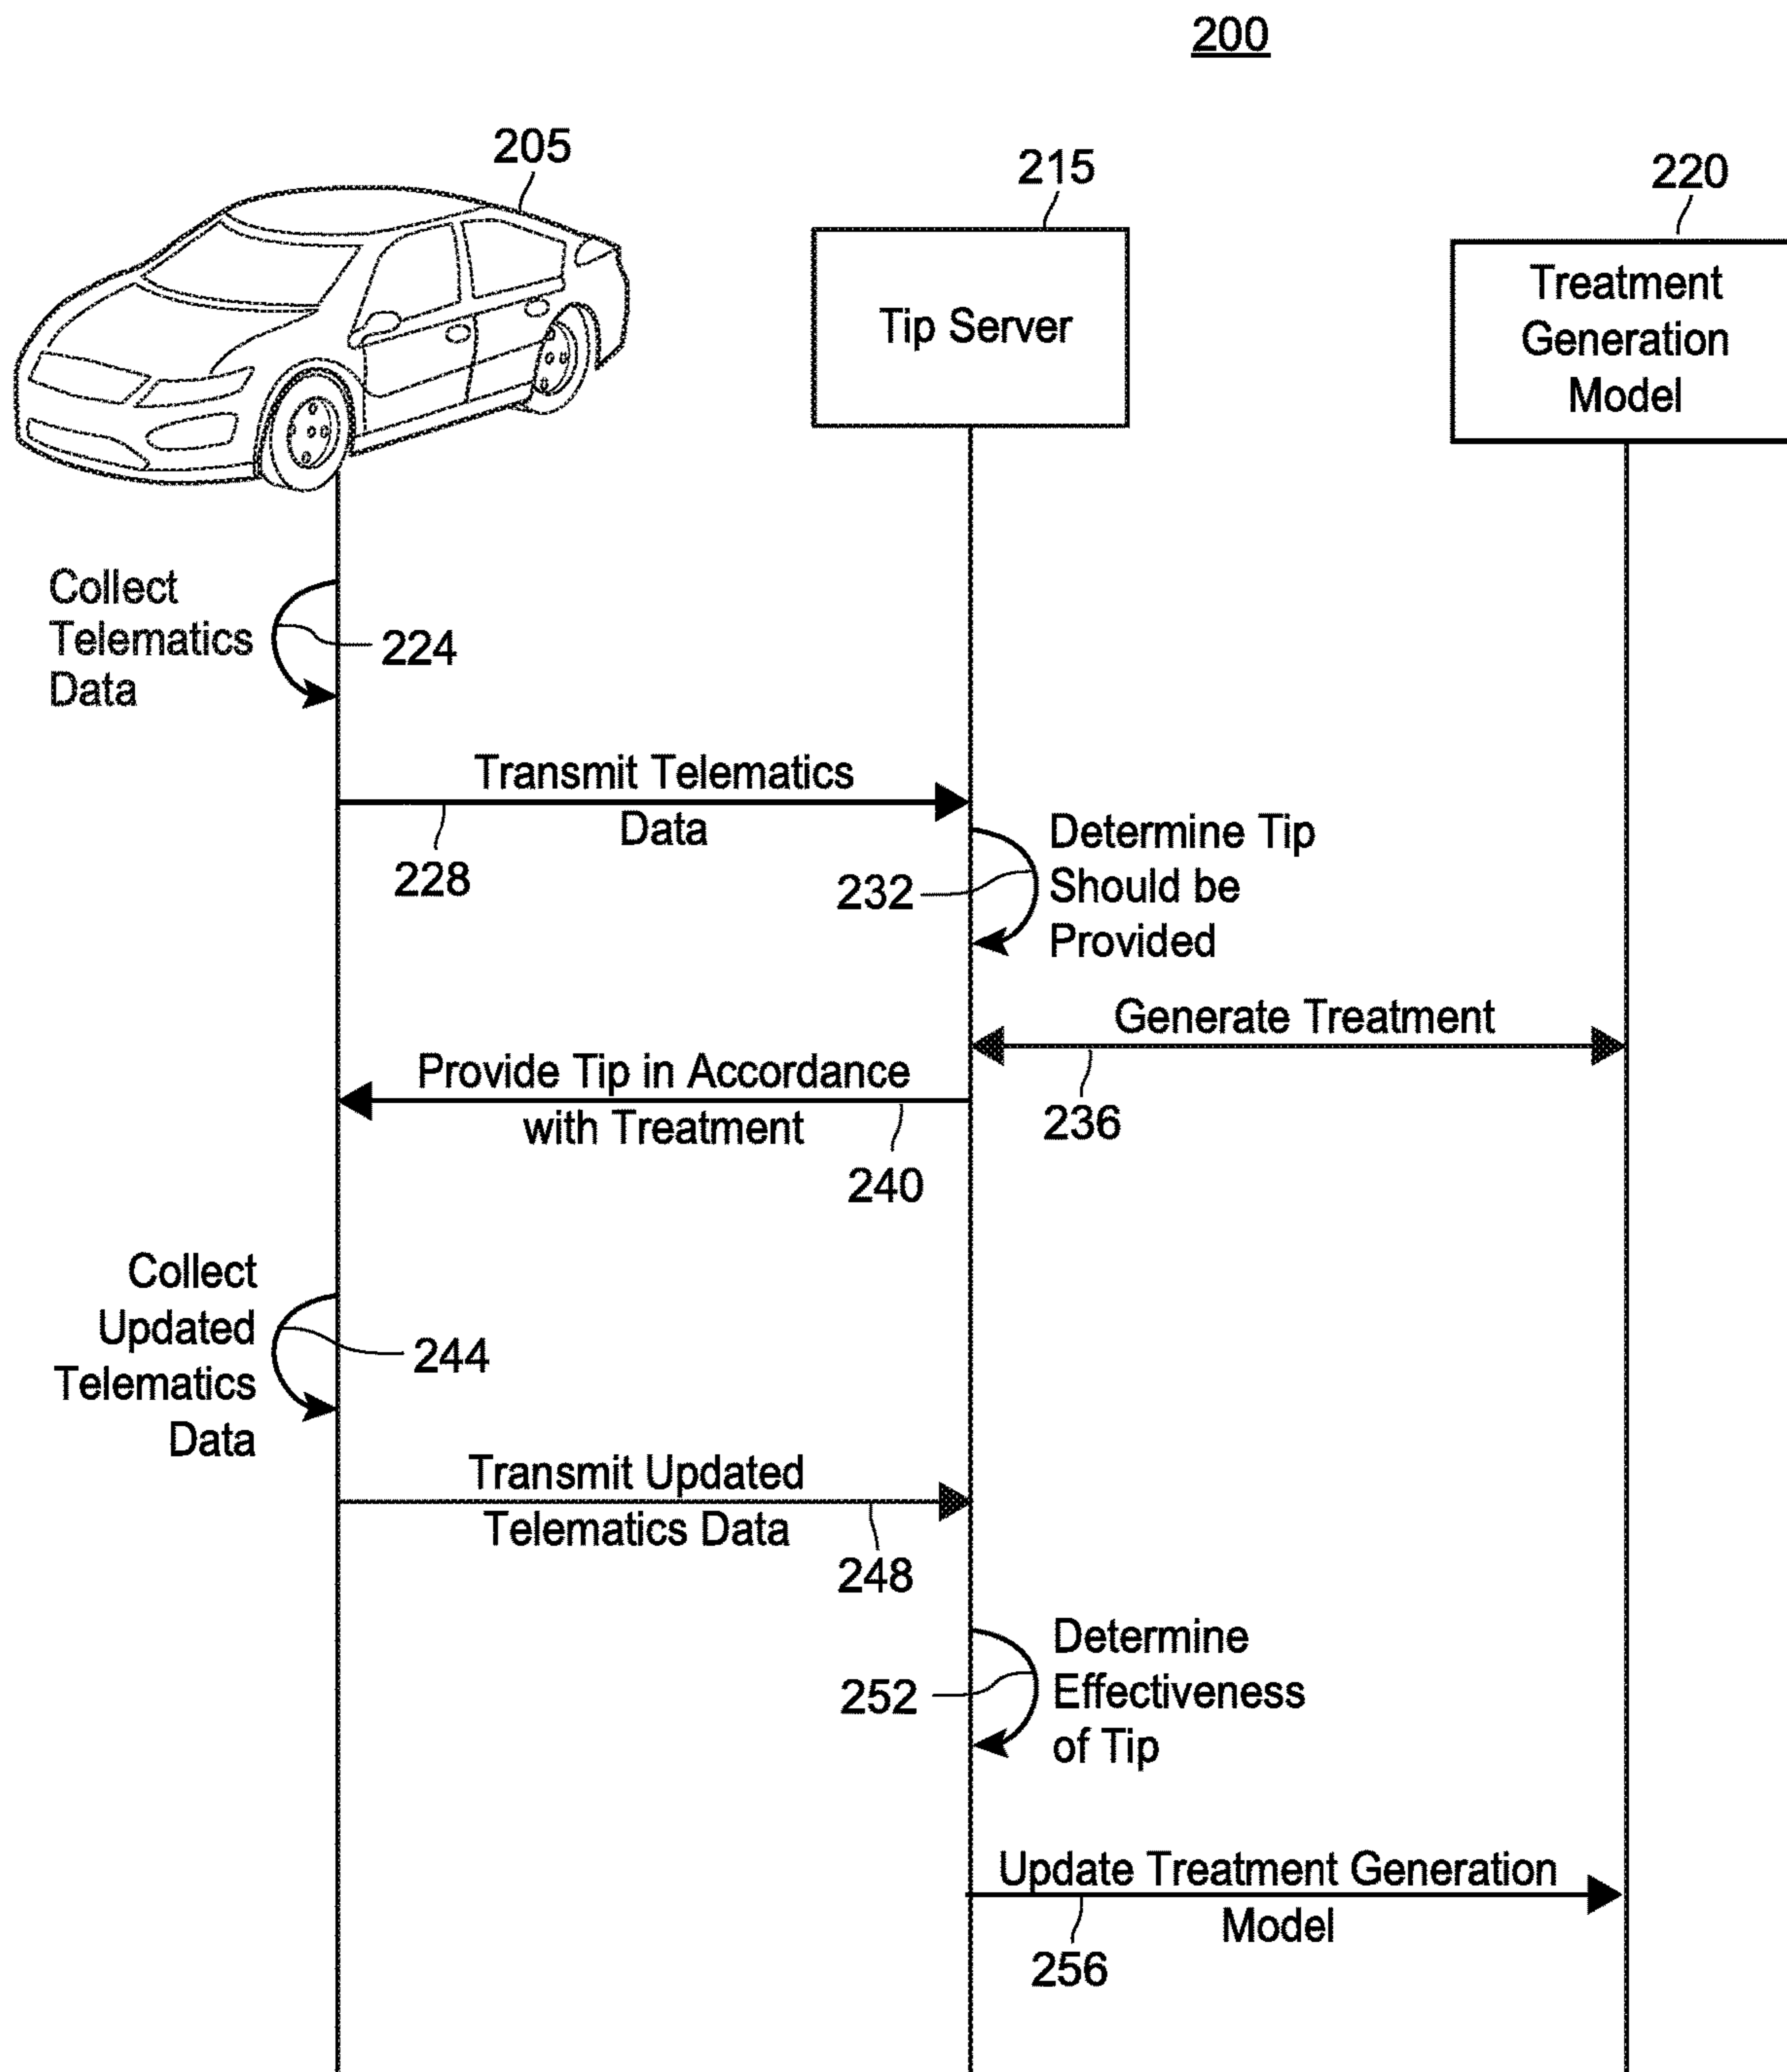 200
205
215
220
Tip Server
Treatment
Generation
Model
Collect
Telematics
Data
224
Transmit Telematics
Data
228
Determine Tip
Should be
Provided
232
Generate Treatment
236
Provide Tip in Accordance
with Treatment
240
Collect
Updated
Telematics
Data
244
Transmit Updated
Telematics Data
248
Determine
Effectiveness
of Tip
252
Update Treatment Generation
Model
256